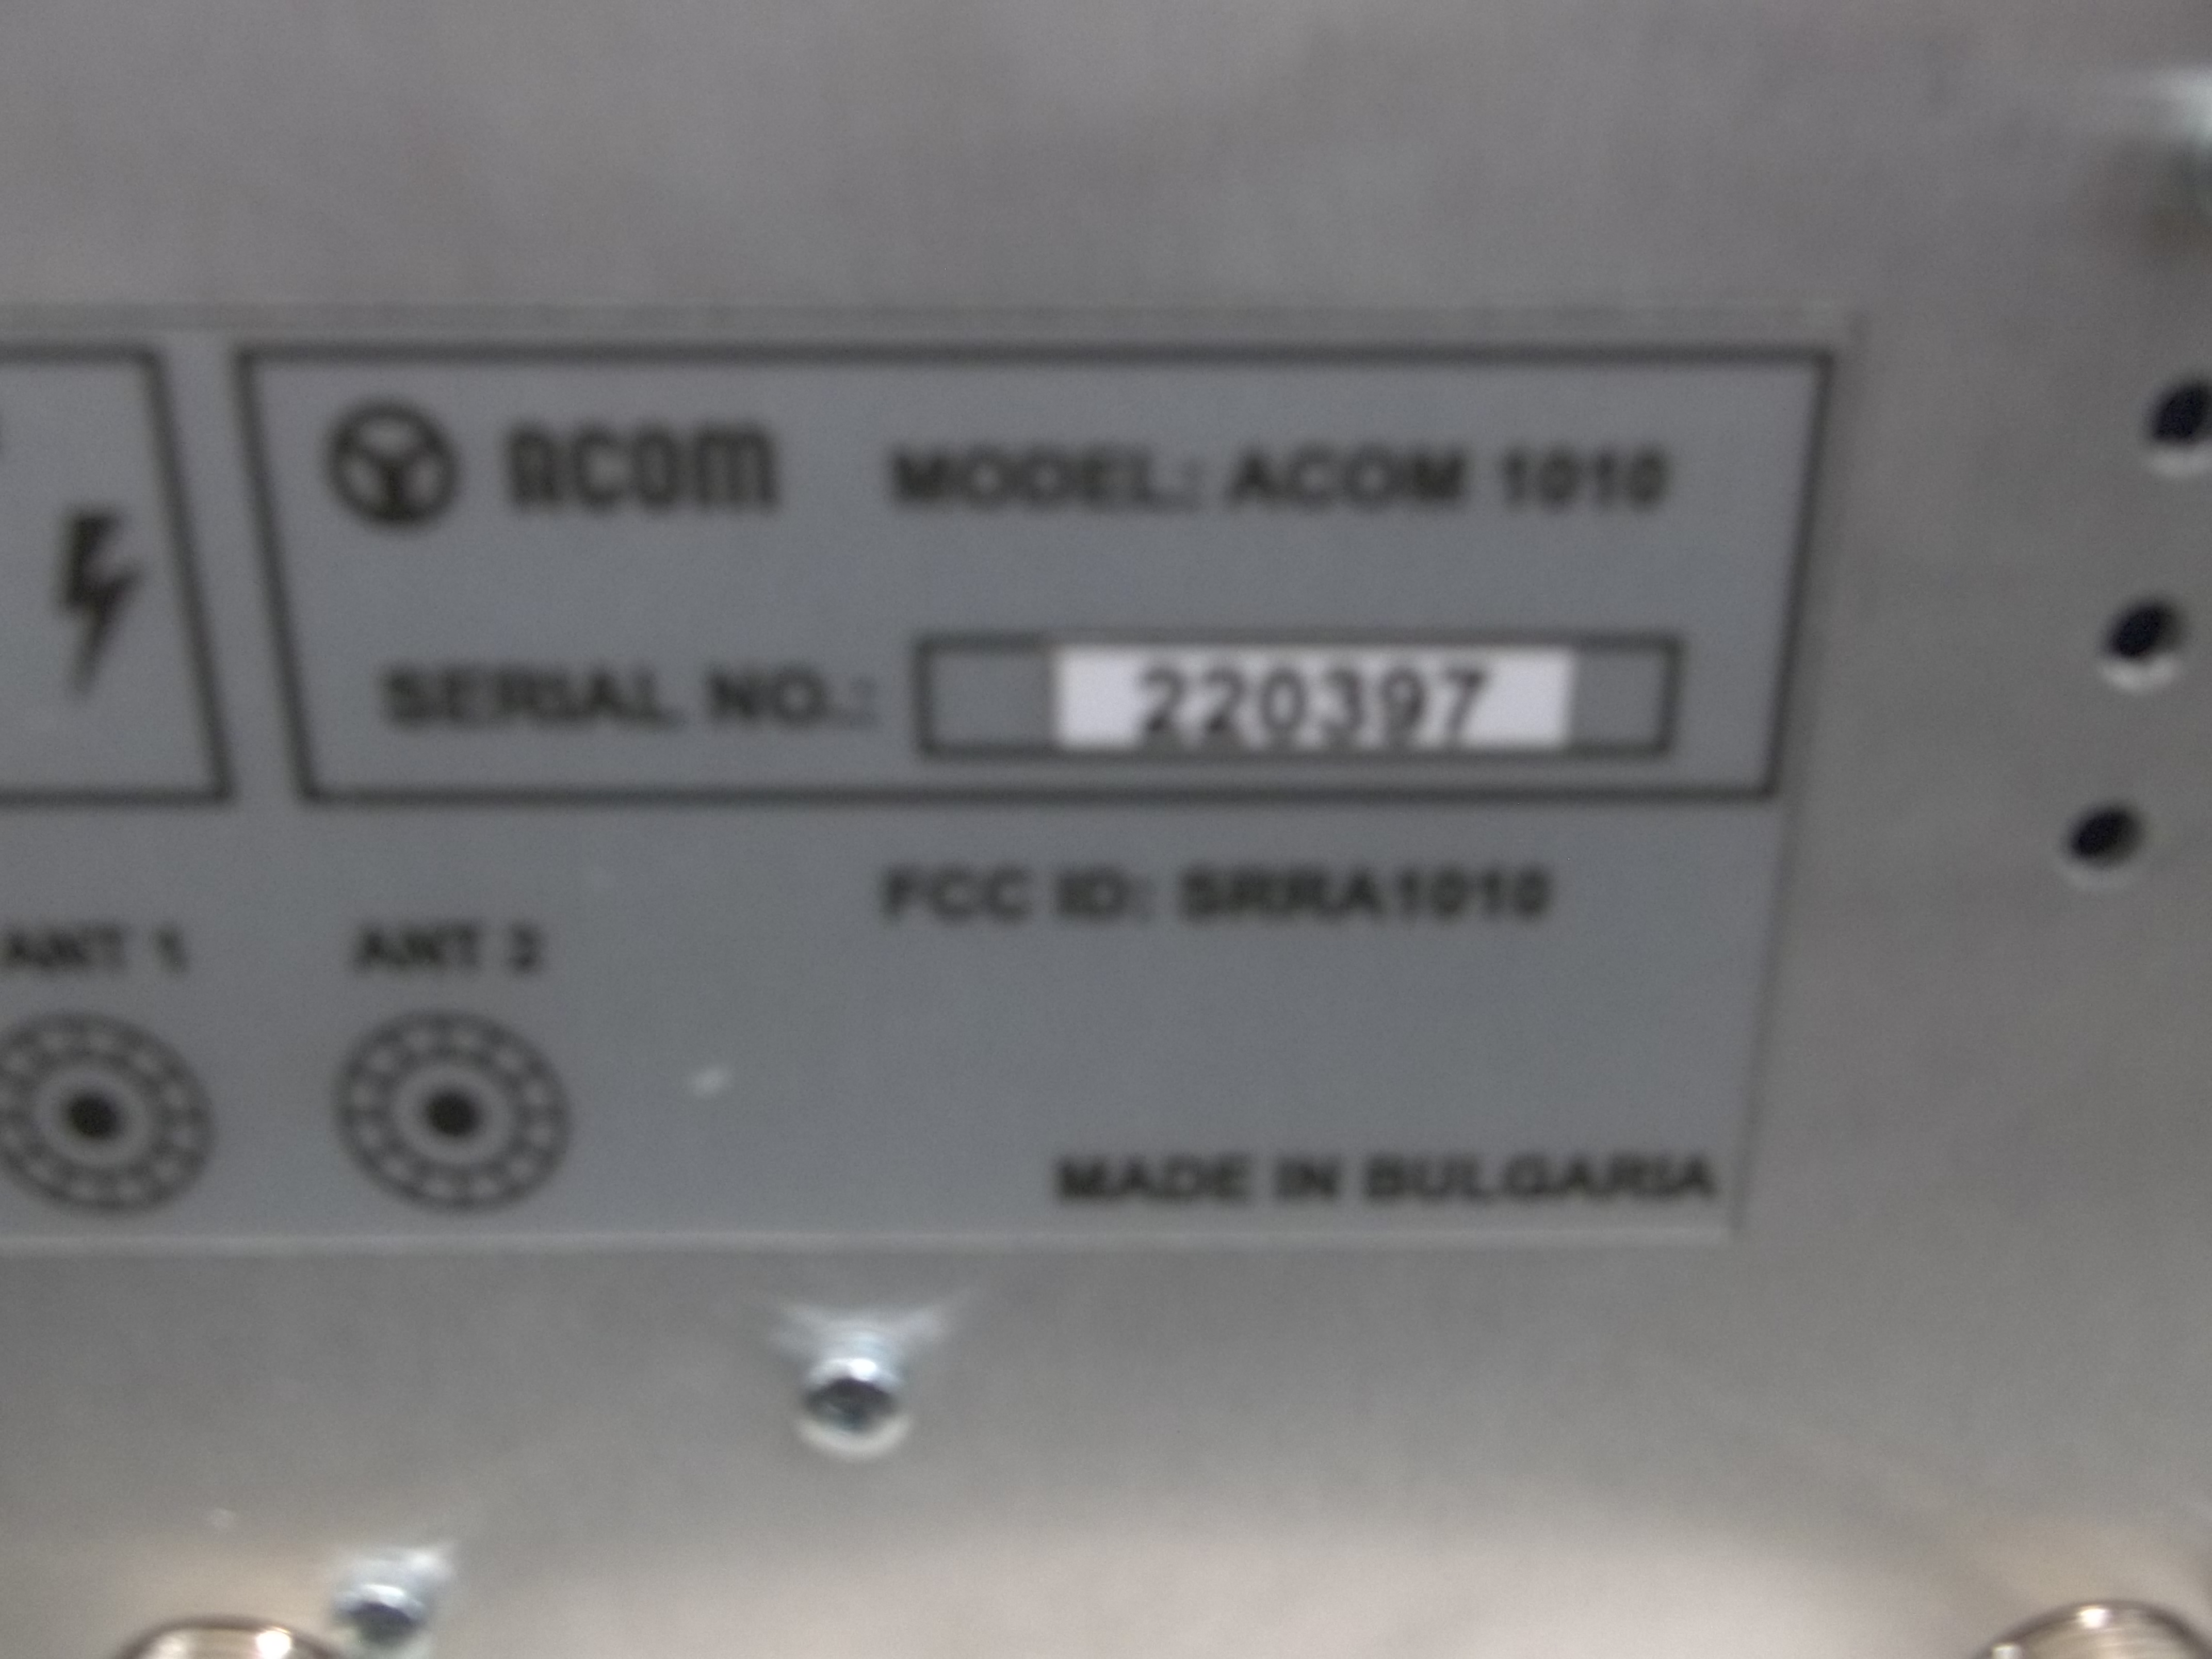 ACOM MODEL: ACOM 1010
SERIAL NO.: 220397
FCC ID: SRRA1010
ANT 1 ANT 2
MADE IN BULGARIA